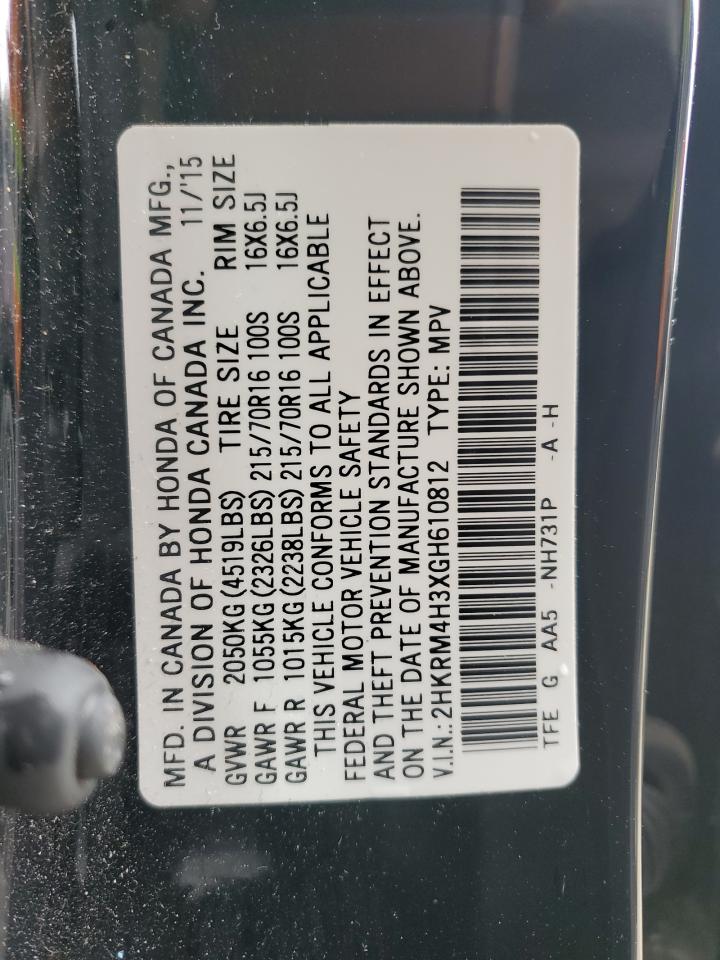 MFD. IN CANADA BY HONDA OF CANADA MFG.,
A DIVISION OF HONDA CANADA INC. 11/'15
GVWR 2050KG(4519LBS) TIRE SIZE RIM SIZE
GAWR F 1055KG(2326LBS) 215/70R16 100S 16X6.5J
GAWR R 1015KG(2238LBS) 215/70R16 100S 16X6.5J
THIS VEHICLE CONFORMS TO ALL APPLICABLE
FEDERAL MOTOR VEHICLE SAFETY
AND THEFT PREVENTION STANDARDS IN EFFECT
ON THE DATE OF MANUFACTURE SHOWN ABOVE.
V.I.N.:2HKRM4H3XGH610812 TYPE: MPV
TFE G AA5 -NH731P -A -H